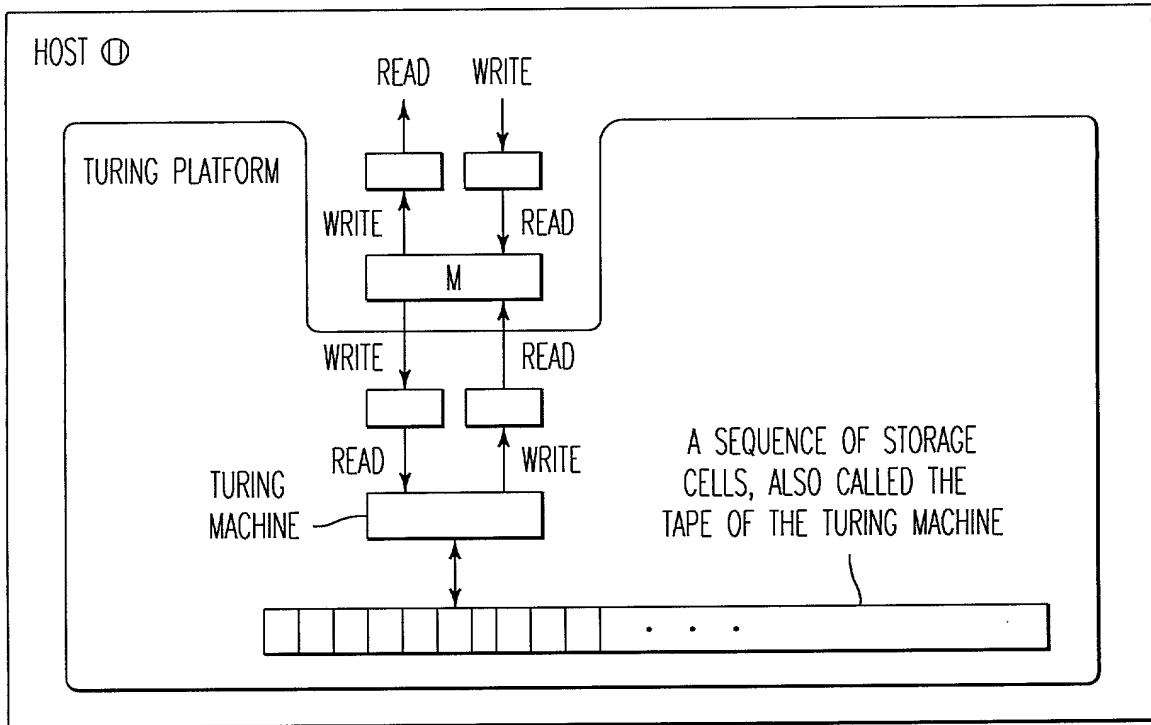 HOST
READ WRITE
TURING PLATFORM
WRITE READ
M
WRITE READ
READ WRITE
TURING
MACHINE
A SEQUENCE OF STORAGE
CELLS, ALSO CALLED THE
TAPE OF THE TURING MACHINE
. . .